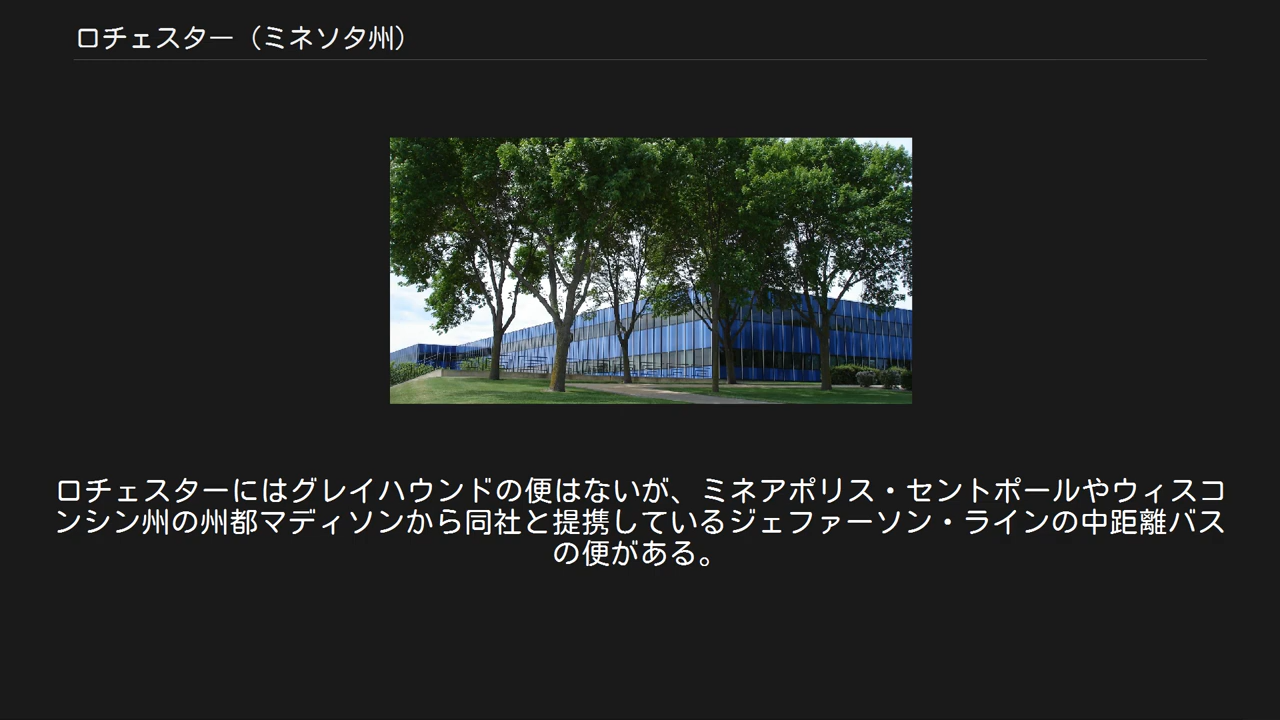 ロチェスター（ミネソタ州）
ロチェスターにはグレイハウンドの便はないが、ミネアポリス・セントポールやウィスコ
ンシン州の州都マディソンから同社と提携しているジェファーソン・ラインの中距離バス
の便がある。